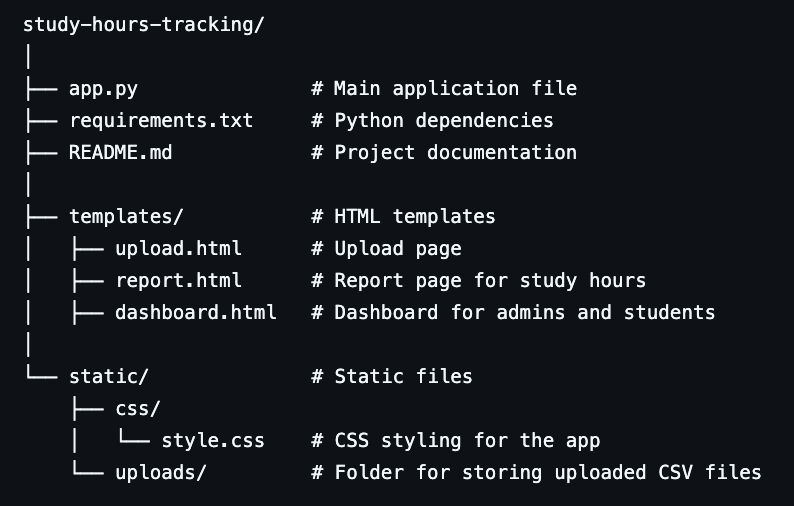 study-hours-tracking/
│
├── app.py               # Main application file
├── requirements.txt     # Python dependencies
├── README.md            # Project documentation
│
├── templates/           # HTML templates
│   ├── upload.html      # Upload page
│   ├── report.html      # Report page for study hours
│   ├── dashboard.html   # Dashboard for admins and students
│
└── static/              # Static files
    ├── css/
    │   └── style.css    # CSS styling for the app
    └── uploads/         # Folder for storing uploaded CSV files